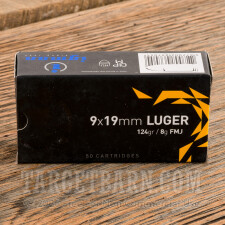 9x19mm LUGER
124gr / 8g FMJ
50 CARTRIDGES
TARGETBARN.COM